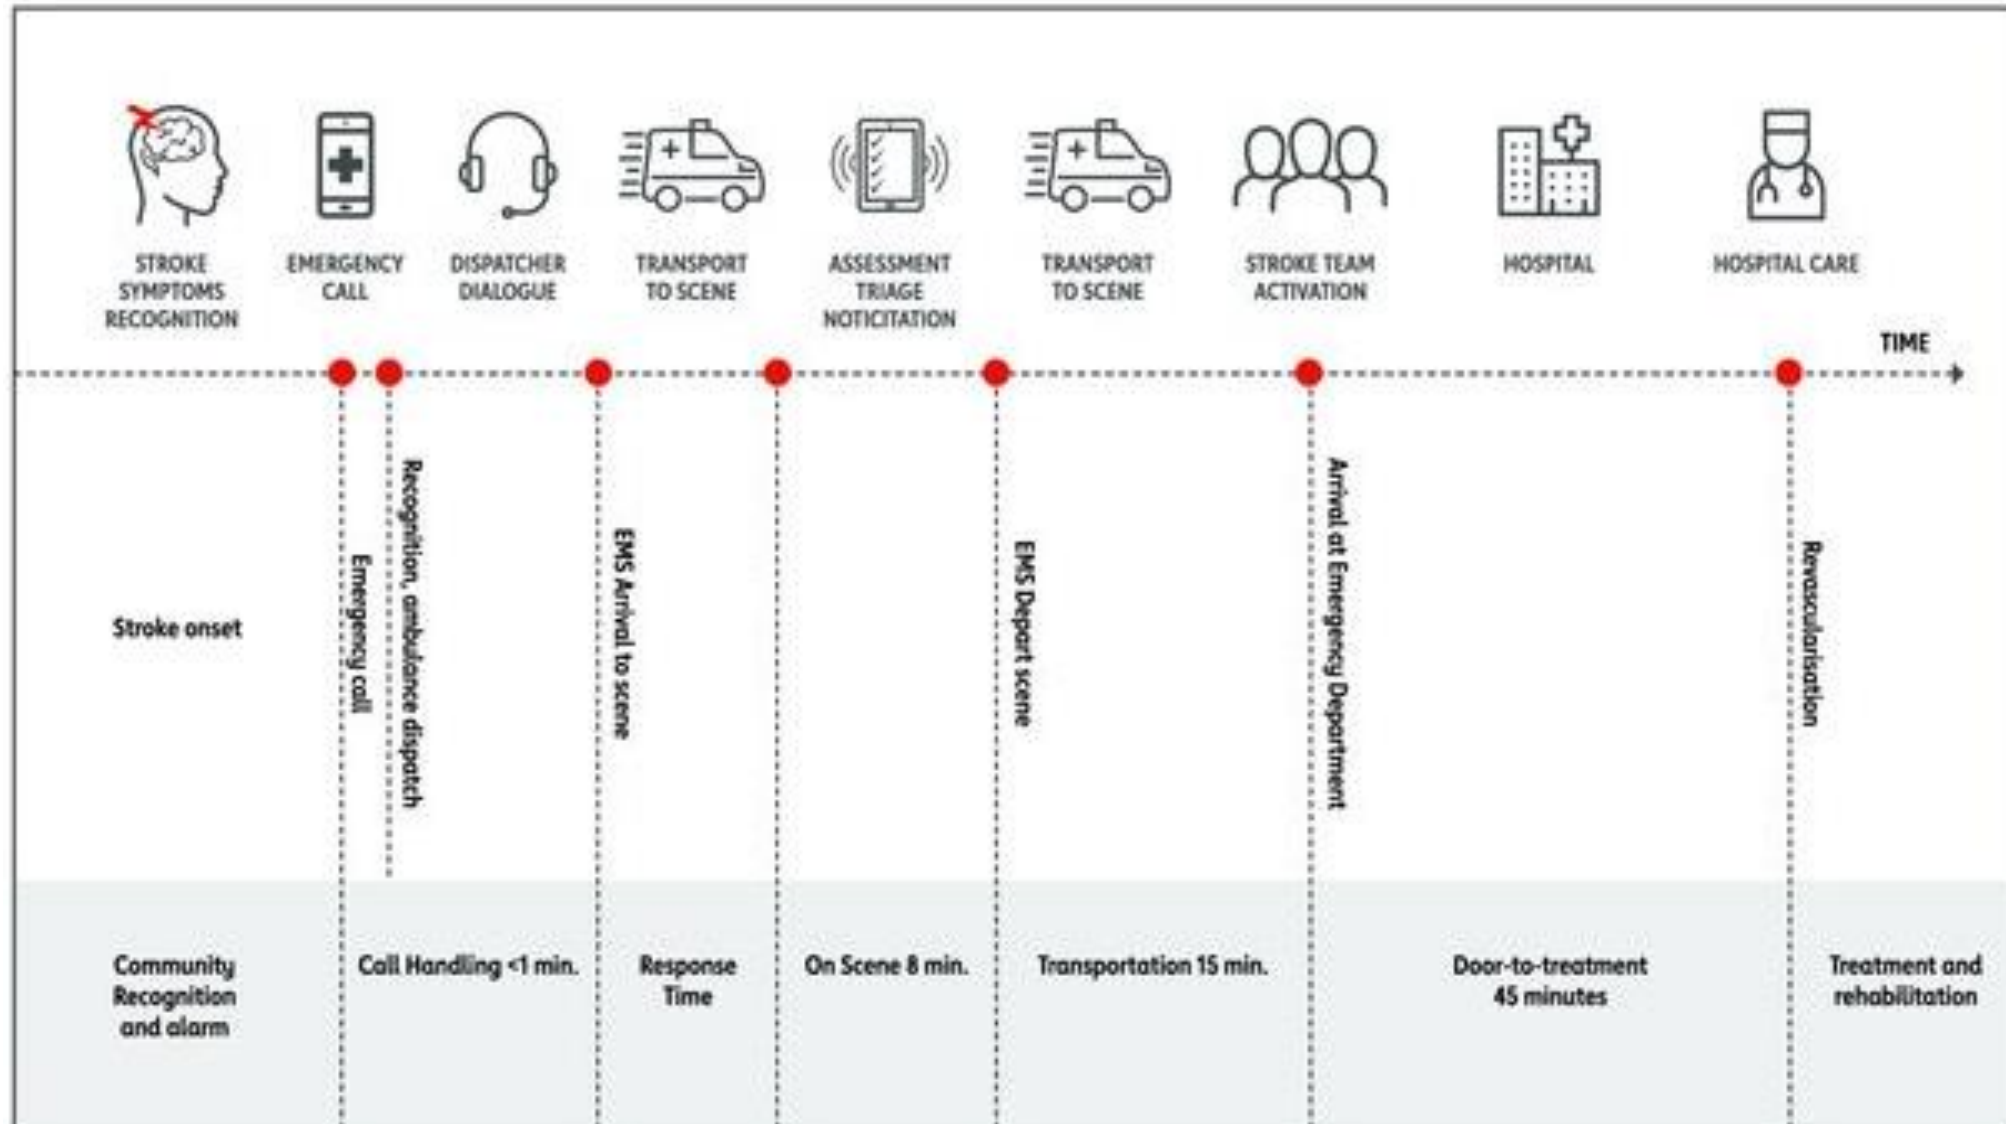 STROKE
SYMPTOMS
RECOGNITION
EMERGENCY
CALL
DISPATCHER
DIALOGUE
TRANSPORT
TO SCENE
ASSESSMENT
TRIAGE
NOTICITATION
TRANSPORT
TO SCENE
STROKE TEAM
ACTIVATION
HOSPITAL
HOSPITAL CARE
TIME
Stroke onset
Emergency call
Recognition, ambulance dispatch
EMS Arrival to scene
EMS Depart scene
Arrival at Emergency Department
Revascularisation
Community
Recognition
and alarm
Call Handling <1 min.
Response
Time
On Scene 8 min.
Transportation 15 min.
Door-to-treatment
45 minutes
Treatment and
rehabilitation